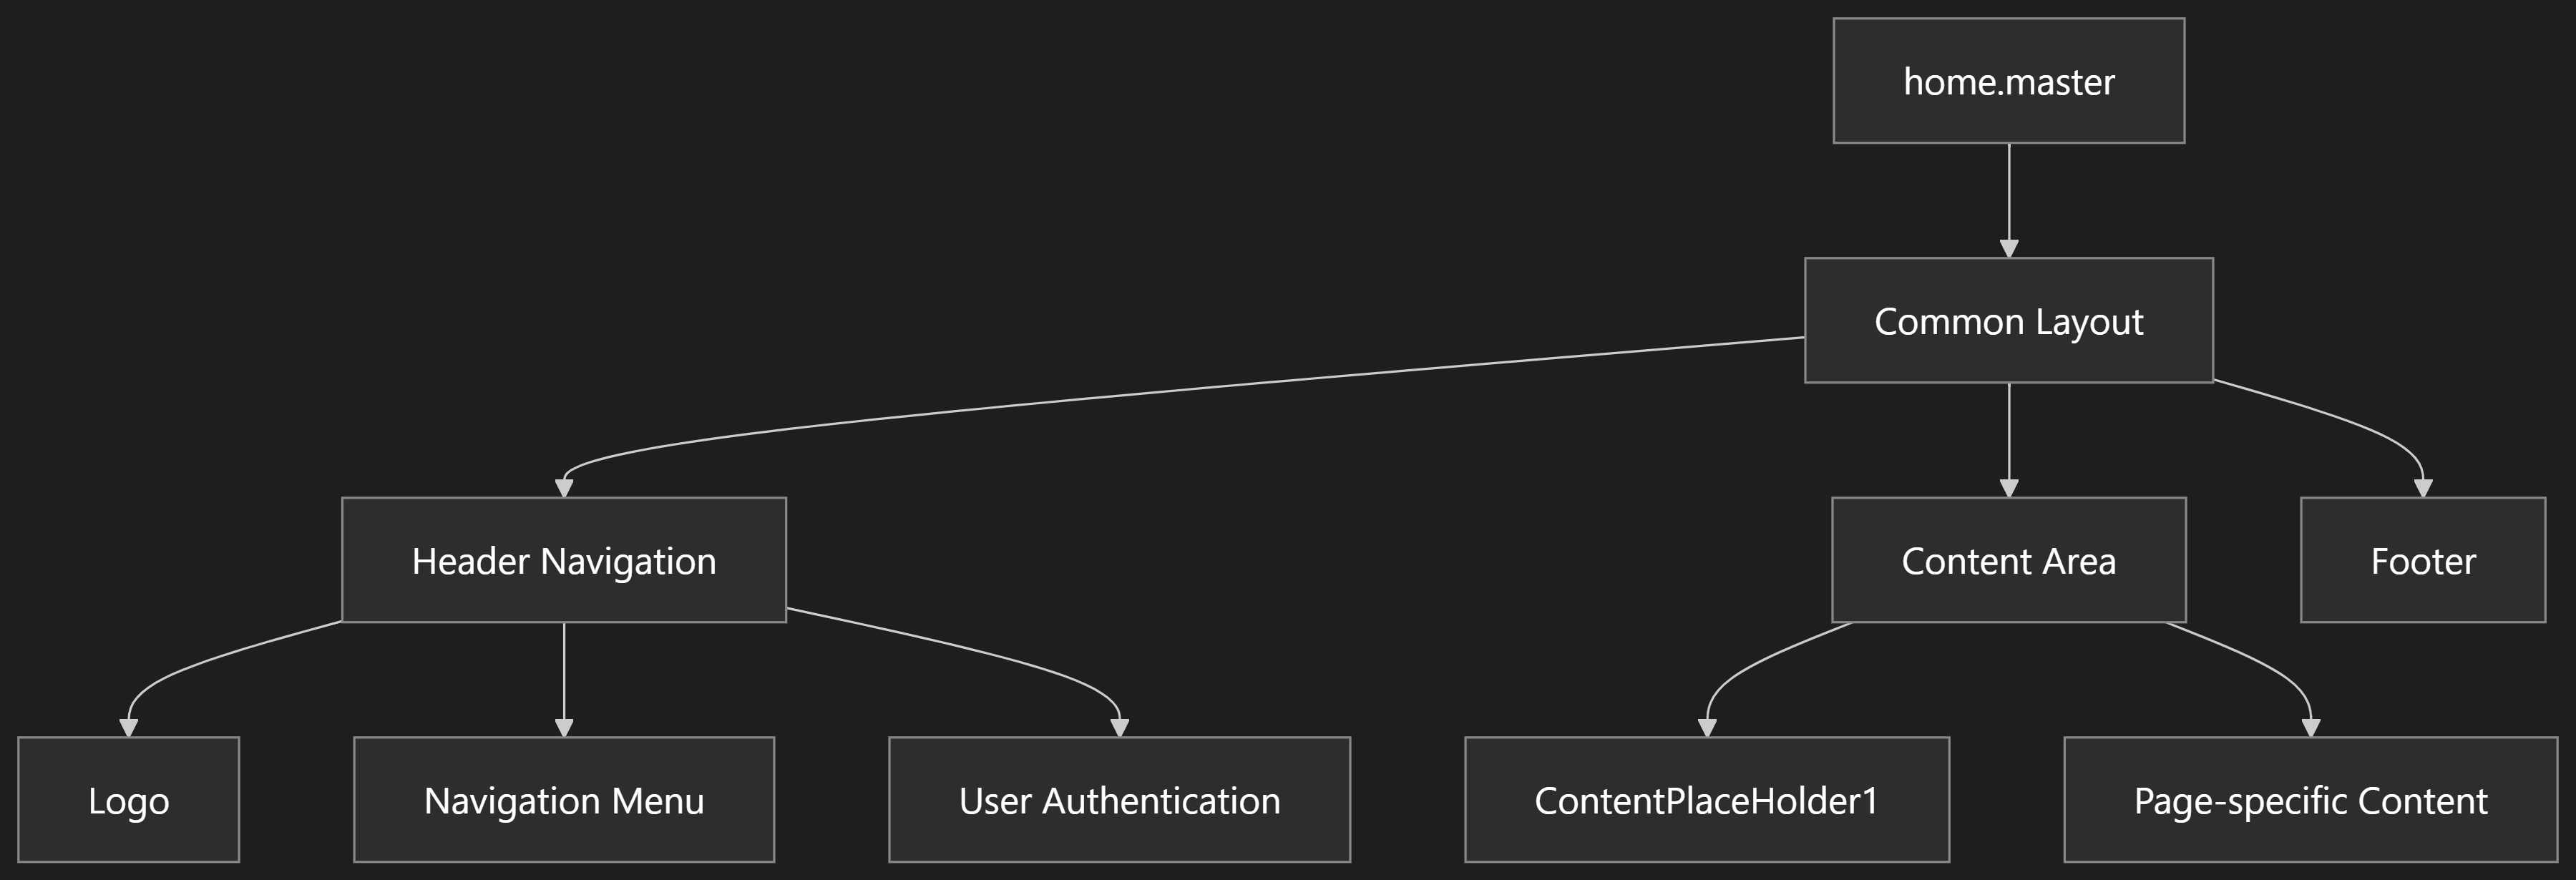 home.master
Common Layout
Header Navigation
Content Area
Footer
Logo
Navigation Menu
User Authentication
ContentPlaceHolder1
Page-specific Content